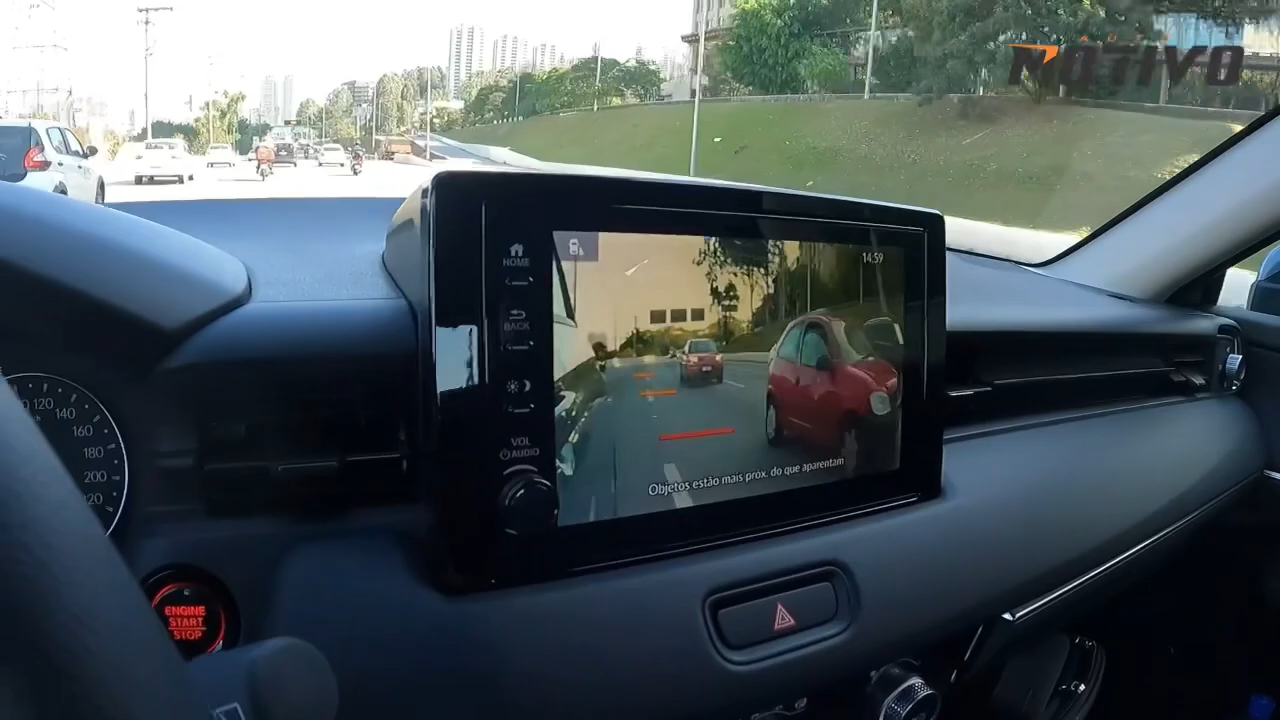 MOTIVO
HOME
BACK
VOL
AUDIO
14:59
Objetos estão mais próx. do que aparentam
120
140
160
180
200
220
ENGINE
START
STOP